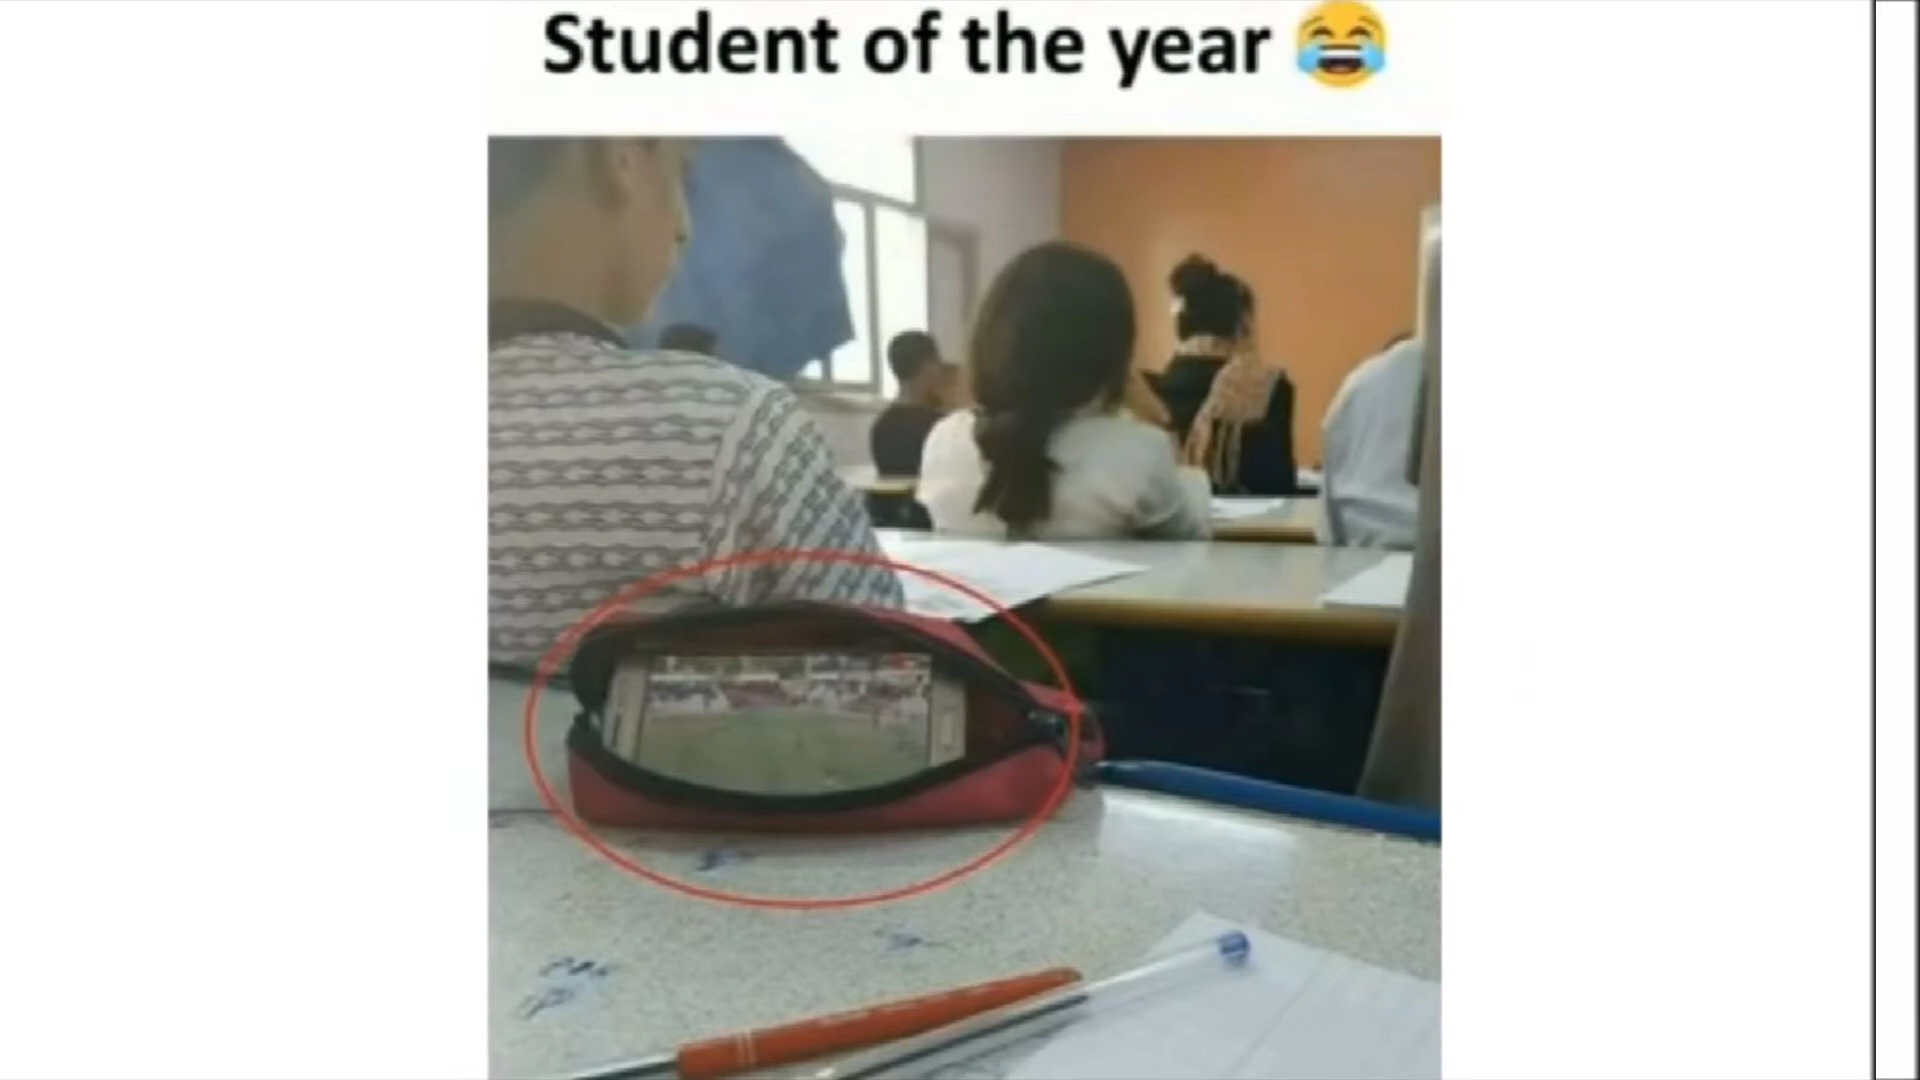 Student of the year 😂